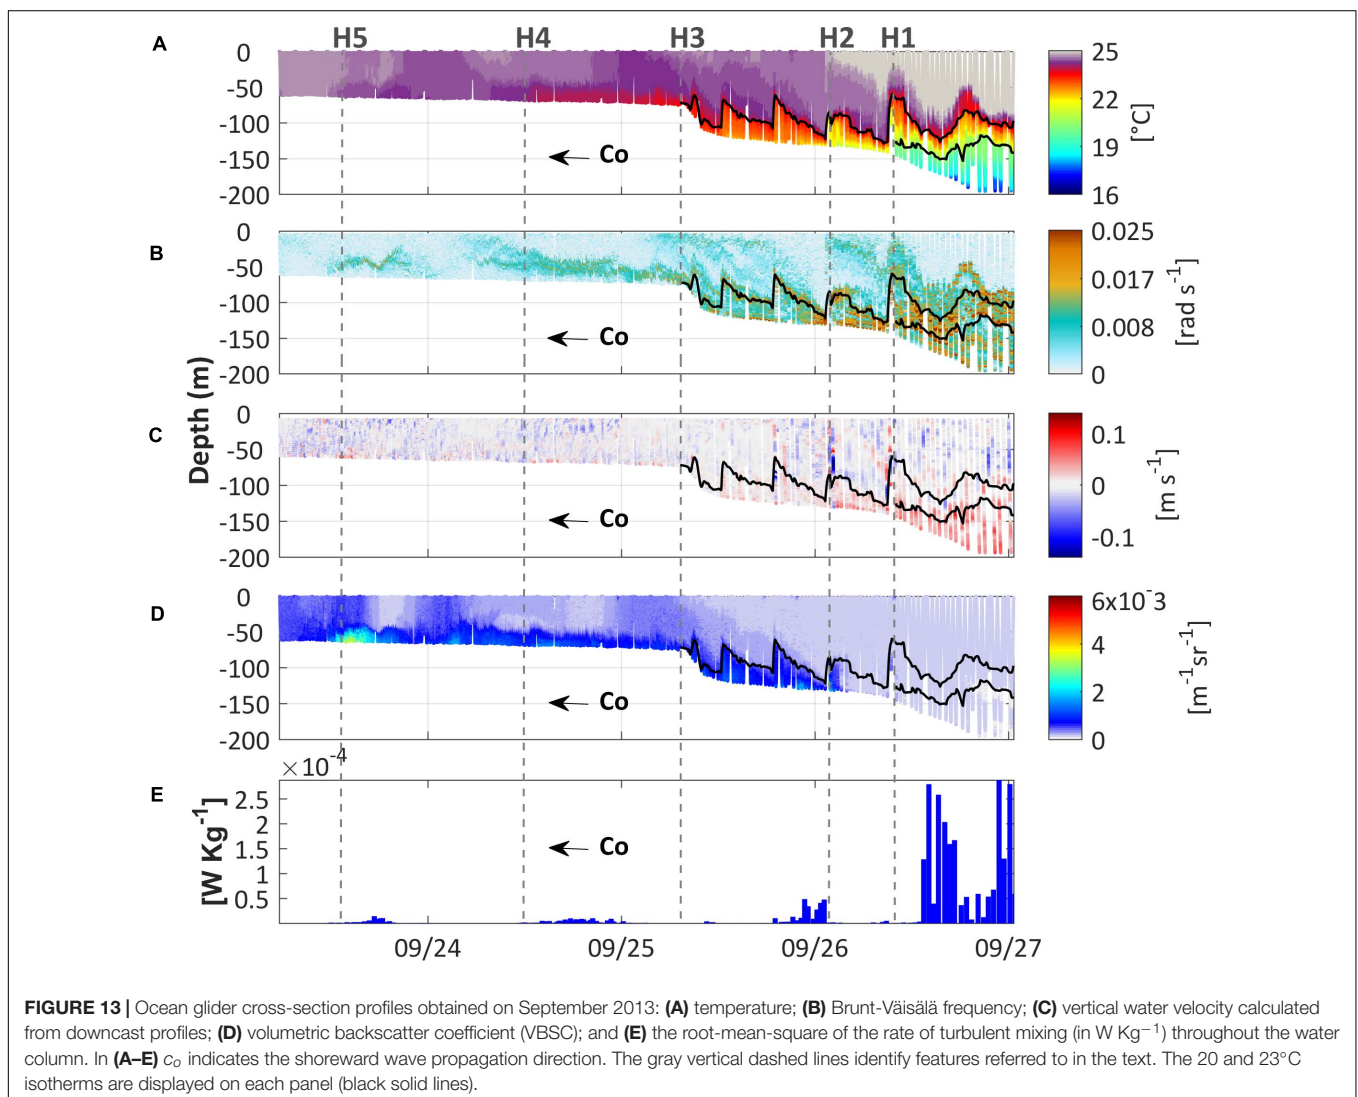 H5 H4 H3 H2 H1
A
0
-50
-100
-150
-200
Co
25
22
19
16
[°C]
B
0
-50
-100
-150
-200
Co
0.025
0.017
0.008
0
[rad s⁻¹]
Depth (m)
C
0
-50
-100
-150
-200
Co
0.1
0
-0.1
[m s⁻¹]
D
0
-50
-100
-150
-200
Co
6x10⁻3
4
2
0
[m⁻¹sr⁻¹]
×10⁻⁴
E
2.5
2
1.5
1
0.5
[W Kg⁻¹]
Co
09/24 09/25 09/26 09/27
FIGURE 13 | Ocean glider cross-section profiles obtained on September 2013: (A) temperature; (B) Brunt-Väisälä frequency; (C) vertical water velocity calculated
from downcast profiles; (D) volumetric backscatter coefficient (VBSC); and (E) the root-mean-square of the rate of turbulent mixing (in W Kg⁻¹) throughout the water
column. In (A–E) cₒ indicates the shoreward wave propagation direction. The gray vertical dashed lines identify features referred to in the text. The 20 and 23°C
isotherms are displayed on each panel (black solid lines).